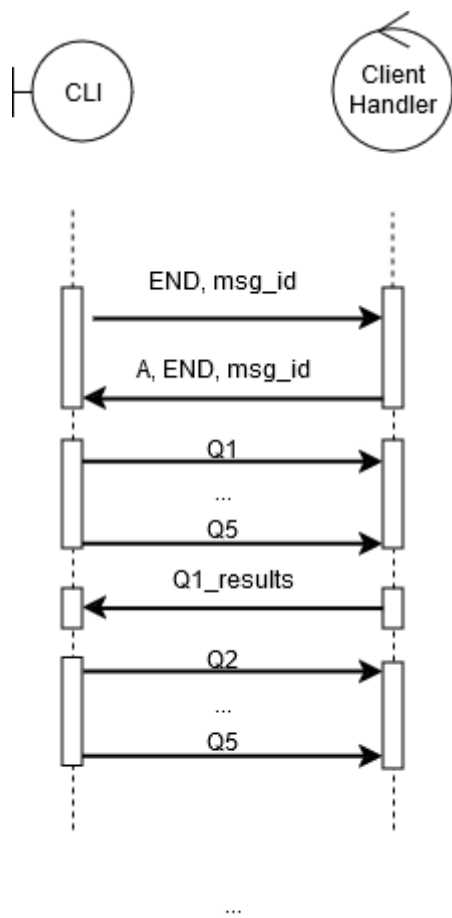 CLI
Client
Handler
END, msg_id
A, END, msg_id
Q1
...
Q5
Q1_results
Q2
...
Q5
...